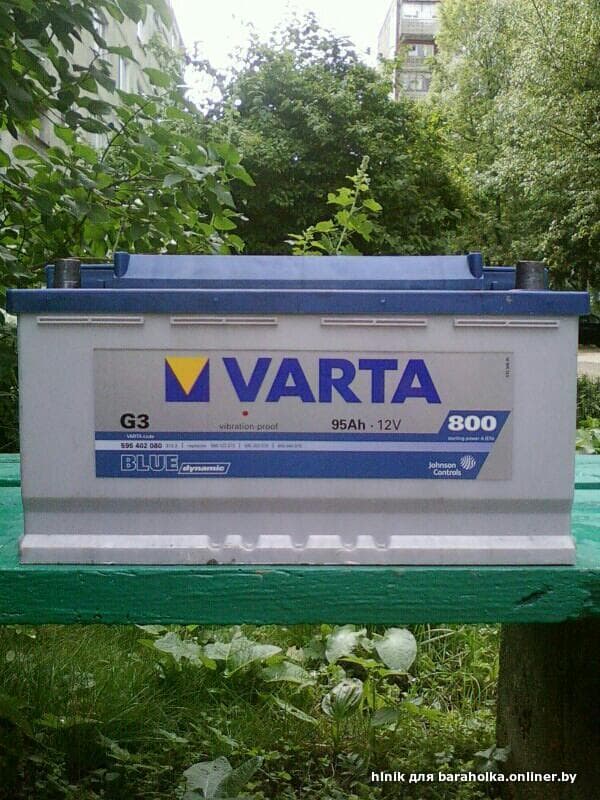 VARTA
G3
vibration-proof
95Ah · 12V
800
595 402 080
BLUE dynamic
Johnson
Controls
hlnik для baraholka.onliner.by